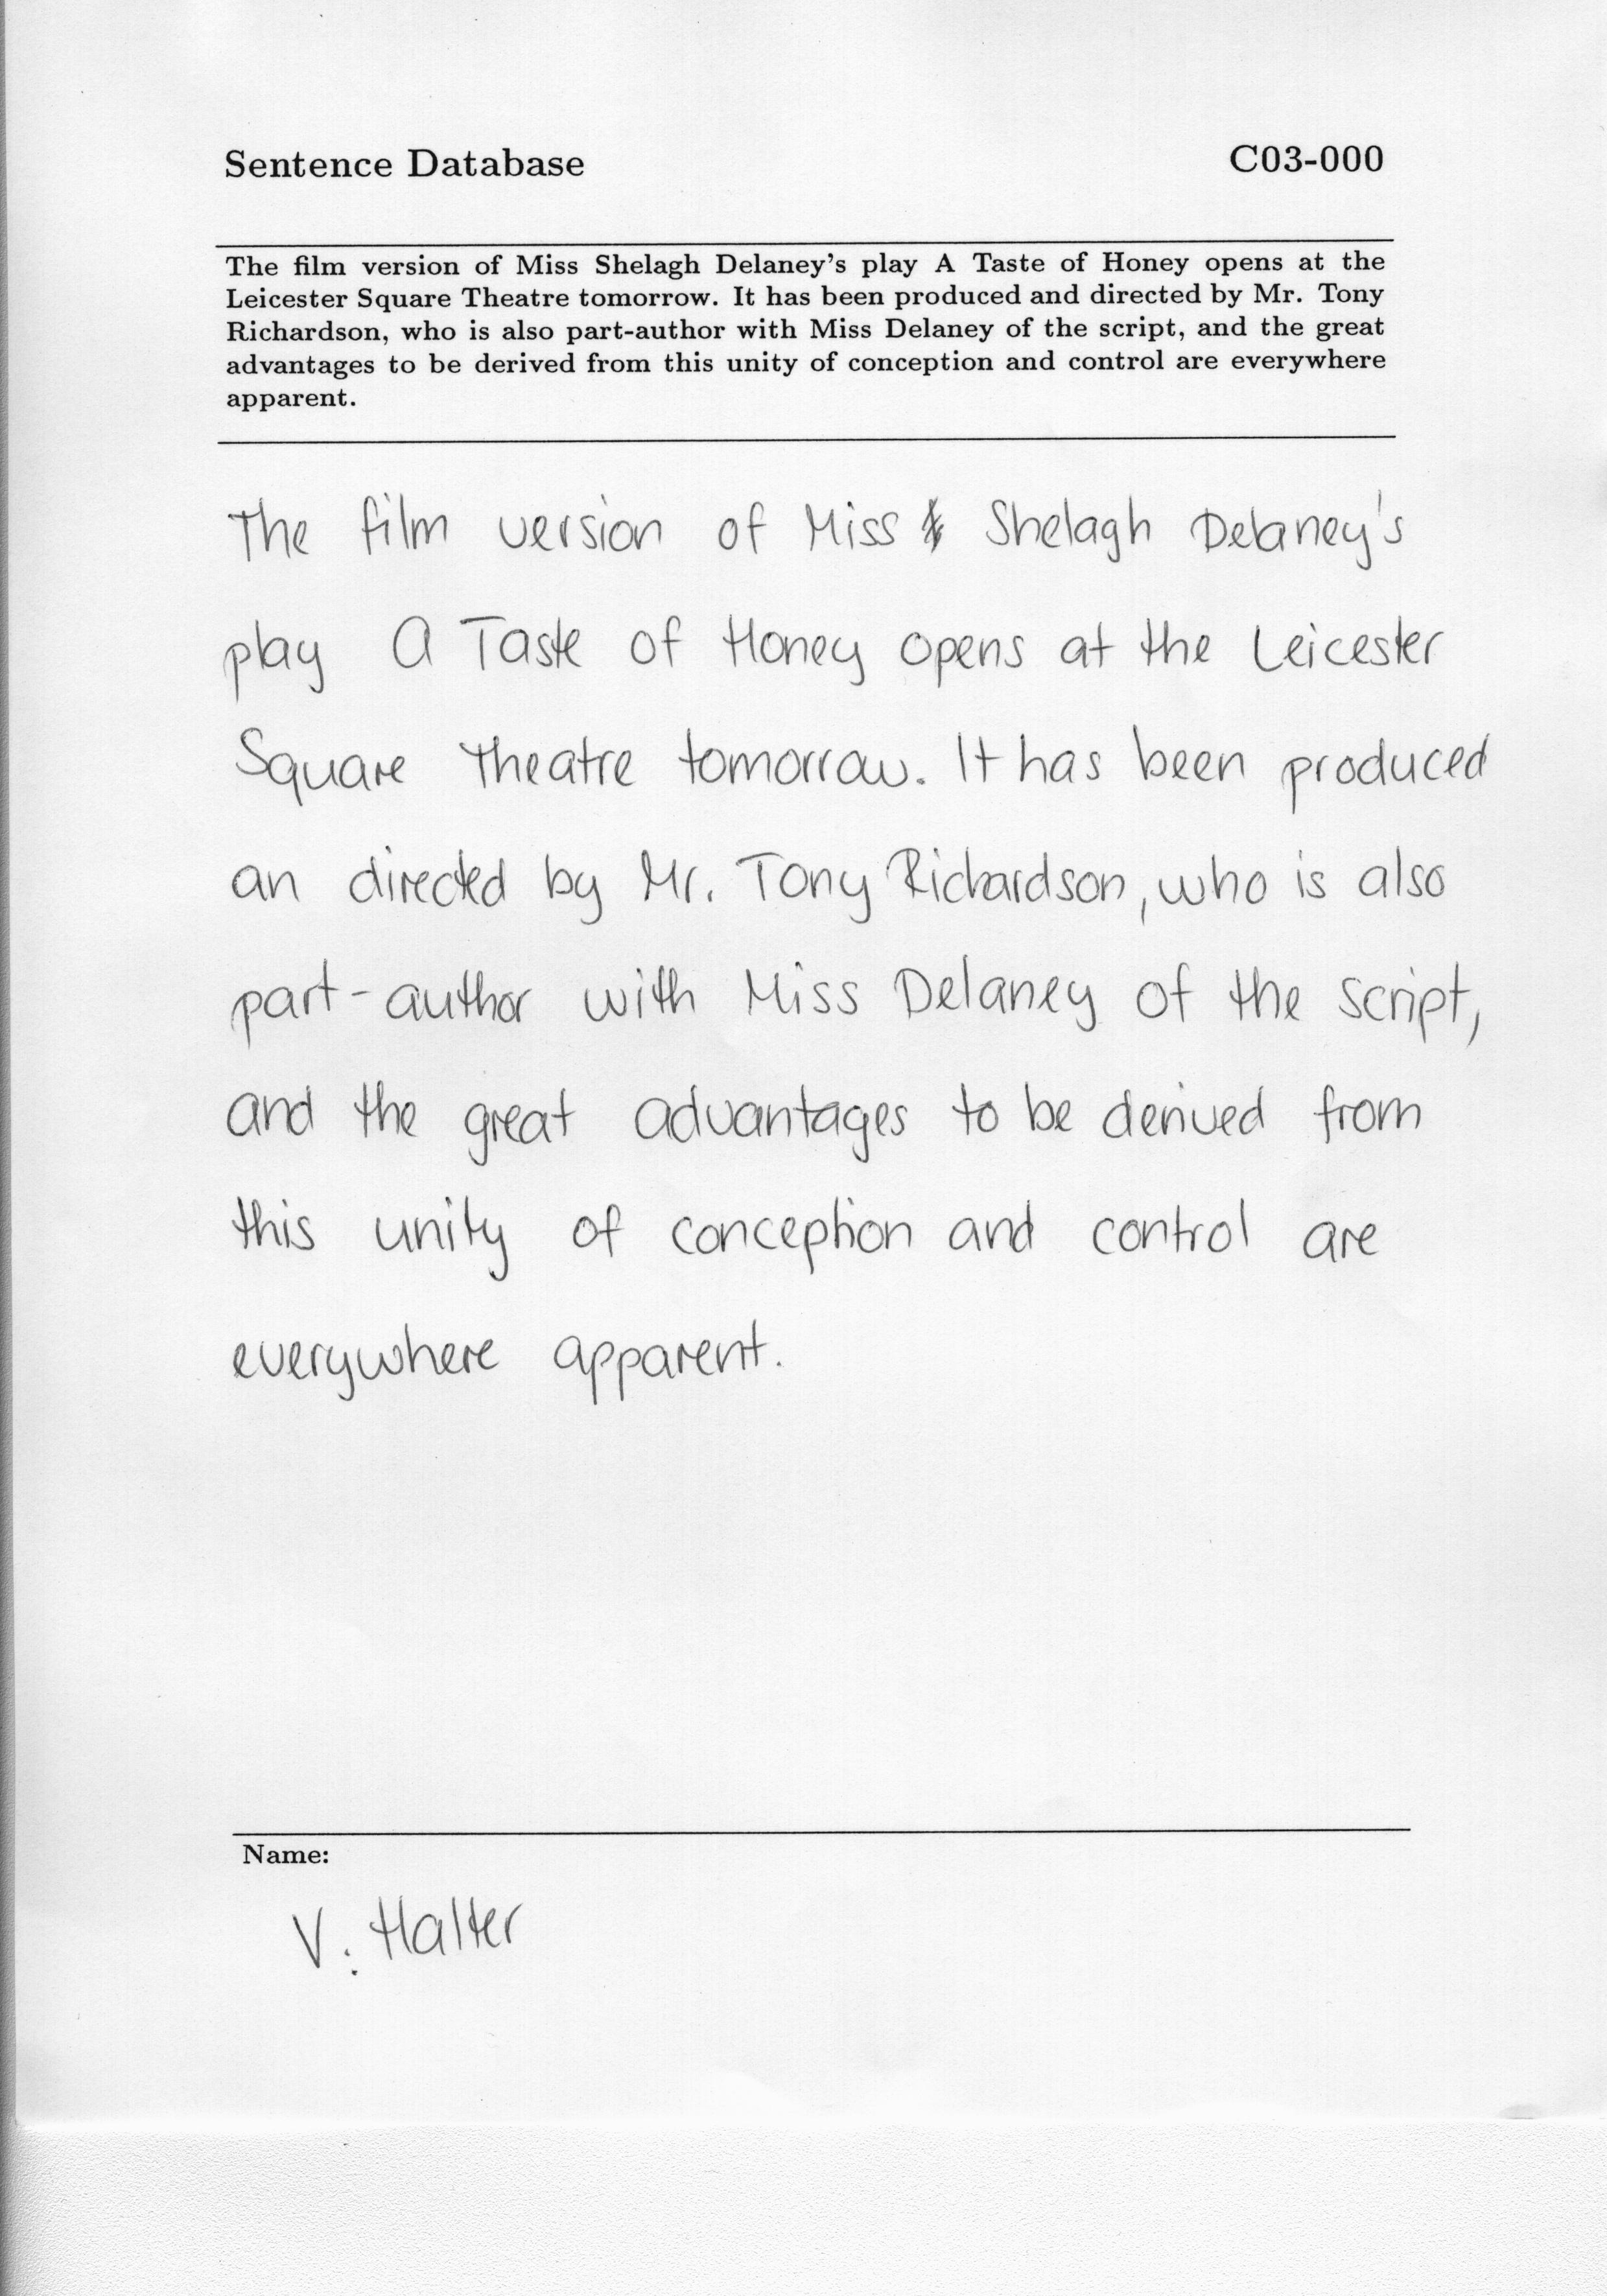 Sentence Database C03-000
The film version of Miss Shelagh Delaney's play A Taste of Honey opens at the
Leicester Square Theatre tomorrow. It has been produced and directed by Mr. Tony
Richardson, who is also part-author with Miss Delaney of the script, and the great
advantages to be derived from this unity of conception and control are everywhere
apparent.
The film version of Miss Shelagh Delaney's
play A Taste of Honey opens at the Leicester
Square Theatre tomorrow. It has been produced
an directed by Mr. Tony Richardson, who is also
part-author with Miss Delaney of the script,
and the great advantages to be derived from
this unity of conception and control are
everywhere apparent.
Name:
V. Halter